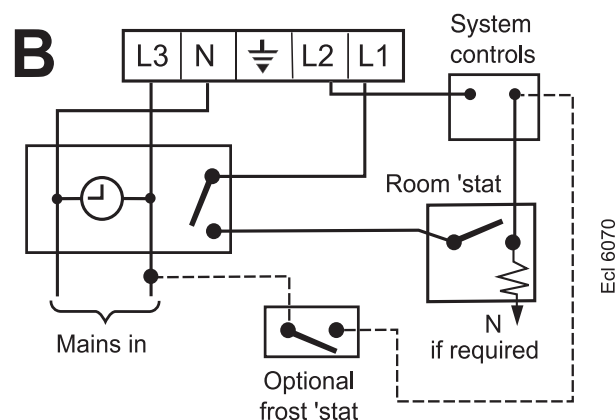 B
L3 N L2 L1
System
controls
Room 'stat
Mains in
N
if required
Optional
frost 'stat
Ecl 6070